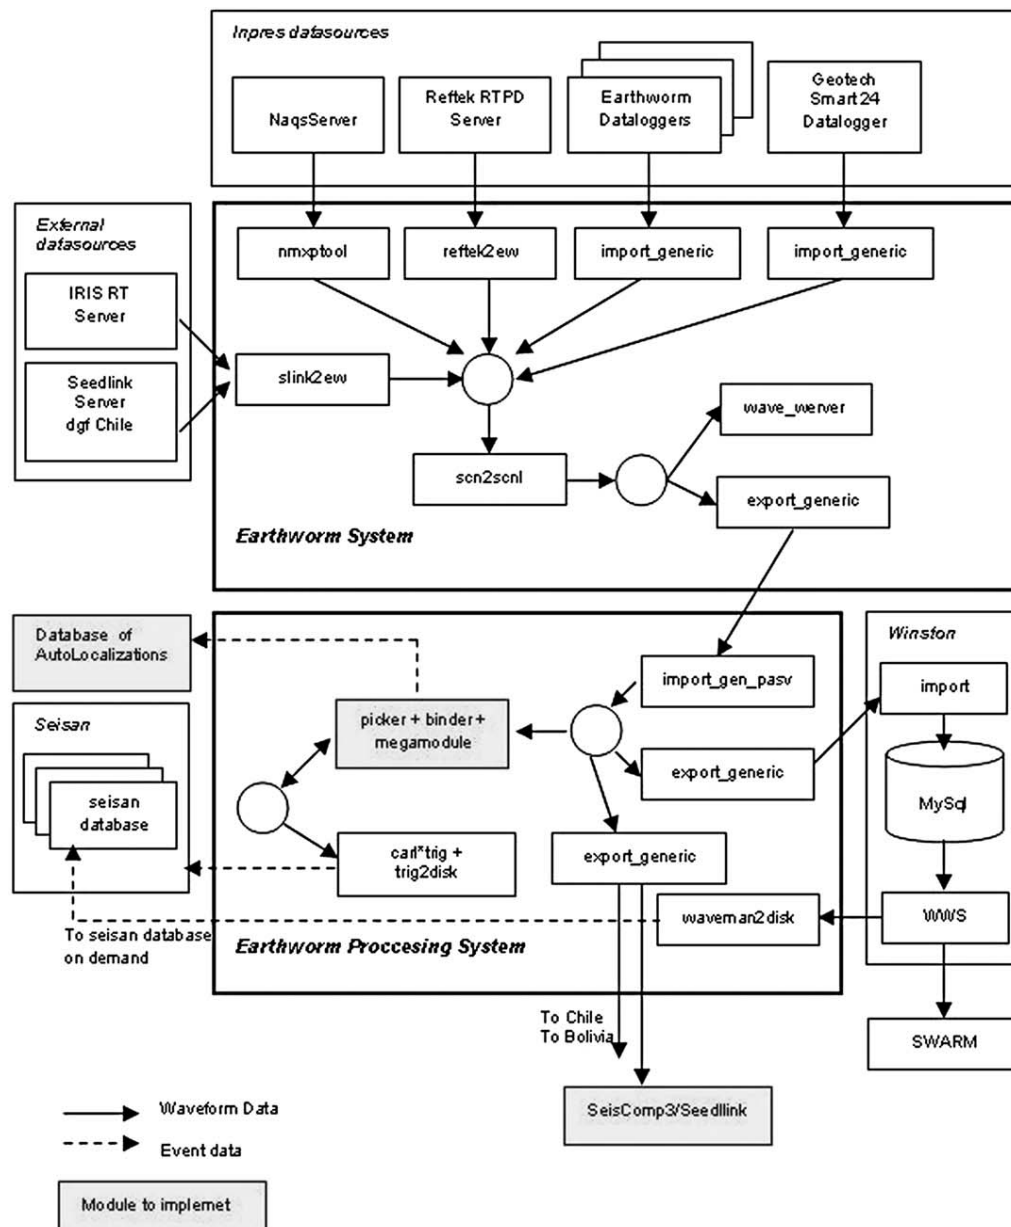 Inpres datasources
NaqsServer
Reftek RTPD
Server
Earthworm
Dataloggers
Geotech
Smart24
Datalogger
External
datasources
IRIS RT
Server
Seedlink
Server
dgf Chile
nmxptool
reftek2ew
import_generic
import_generic
slink2ew
wave_werver
scn2scnl
export_generic
Earthworm System
Database of
AutoLocalizations
Seisan
seisan
database
To seisan database
on demand
picker + binder +
megamodule
import_gen_pasv
export_generic
carl*trig +
trig2disk
export_generic
waveman2disk
Earthworm Proccesing System
Winston
import
MySql
WWS
SWARM
To Chile
To Bolivia
SeisComp3/Seedllink
Waveform Data
Event data
Module to implemet